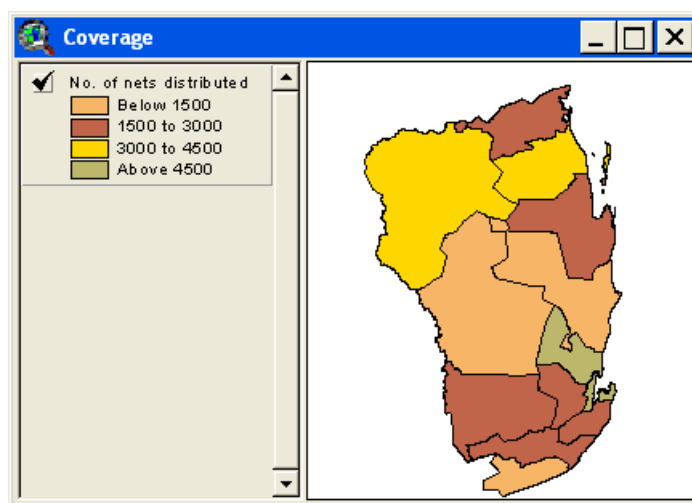 Coverage
No. of nets distributed
Below 1500
1500 to 3000
3000 to 4500
Above 4500